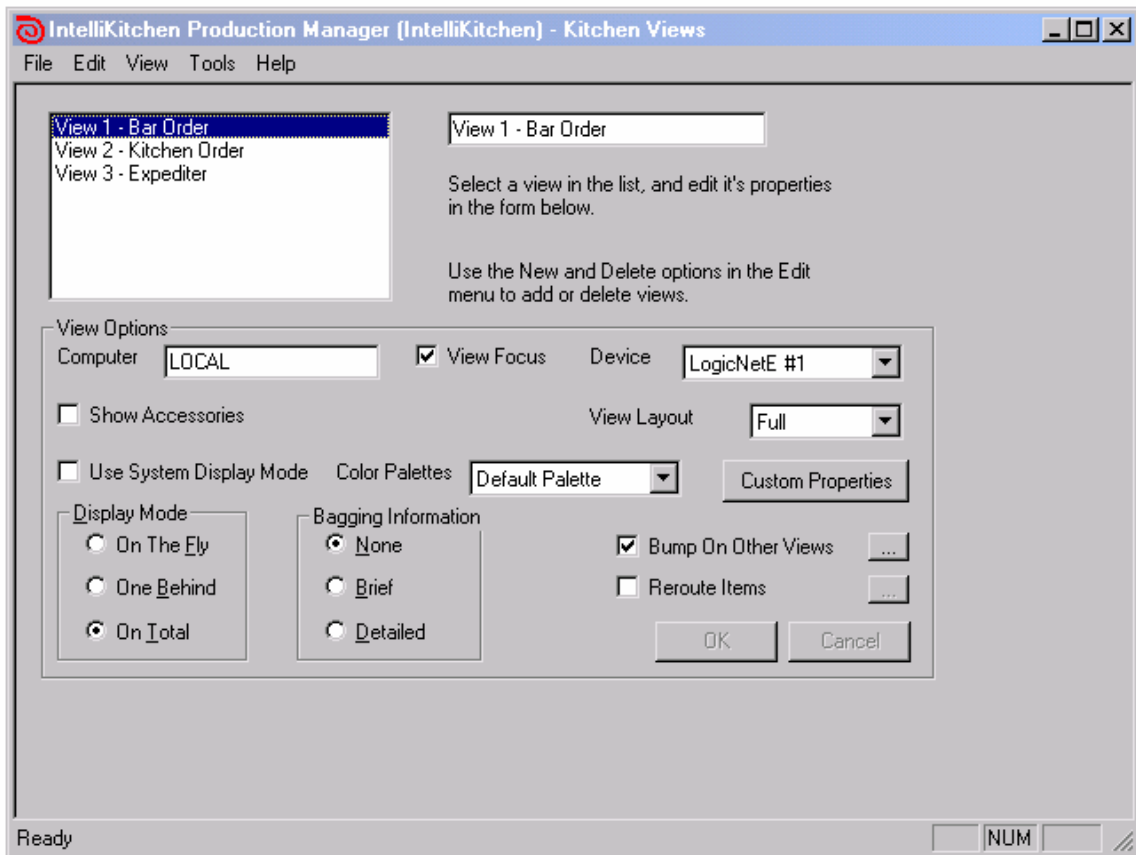 IntelliKitchen Production Manager (IntelliKitchen) - Kitchen Views
File Edit View Tools Help
View 1 - Bar Order
View 2 - Kitchen Order
View 3 - Expediter
View 1 - Bar Order
Select a view in the list, and edit it's properties
in the form below.
Use the New and Delete options in the Edit
menu to add or delete views.
View Options
Computer LOCAL View Focus Device LogicNetE #1
Show Accessories View Layout Full
Use System Display Mode Color Palettes Default Palette Custom Properties
Display Mode
On The Fly
One Behind
On Total
Bagging Information
None
Brief
Detailed
Bump On Other Views ...
Reroute Items ...
OK Cancel
Ready NUM